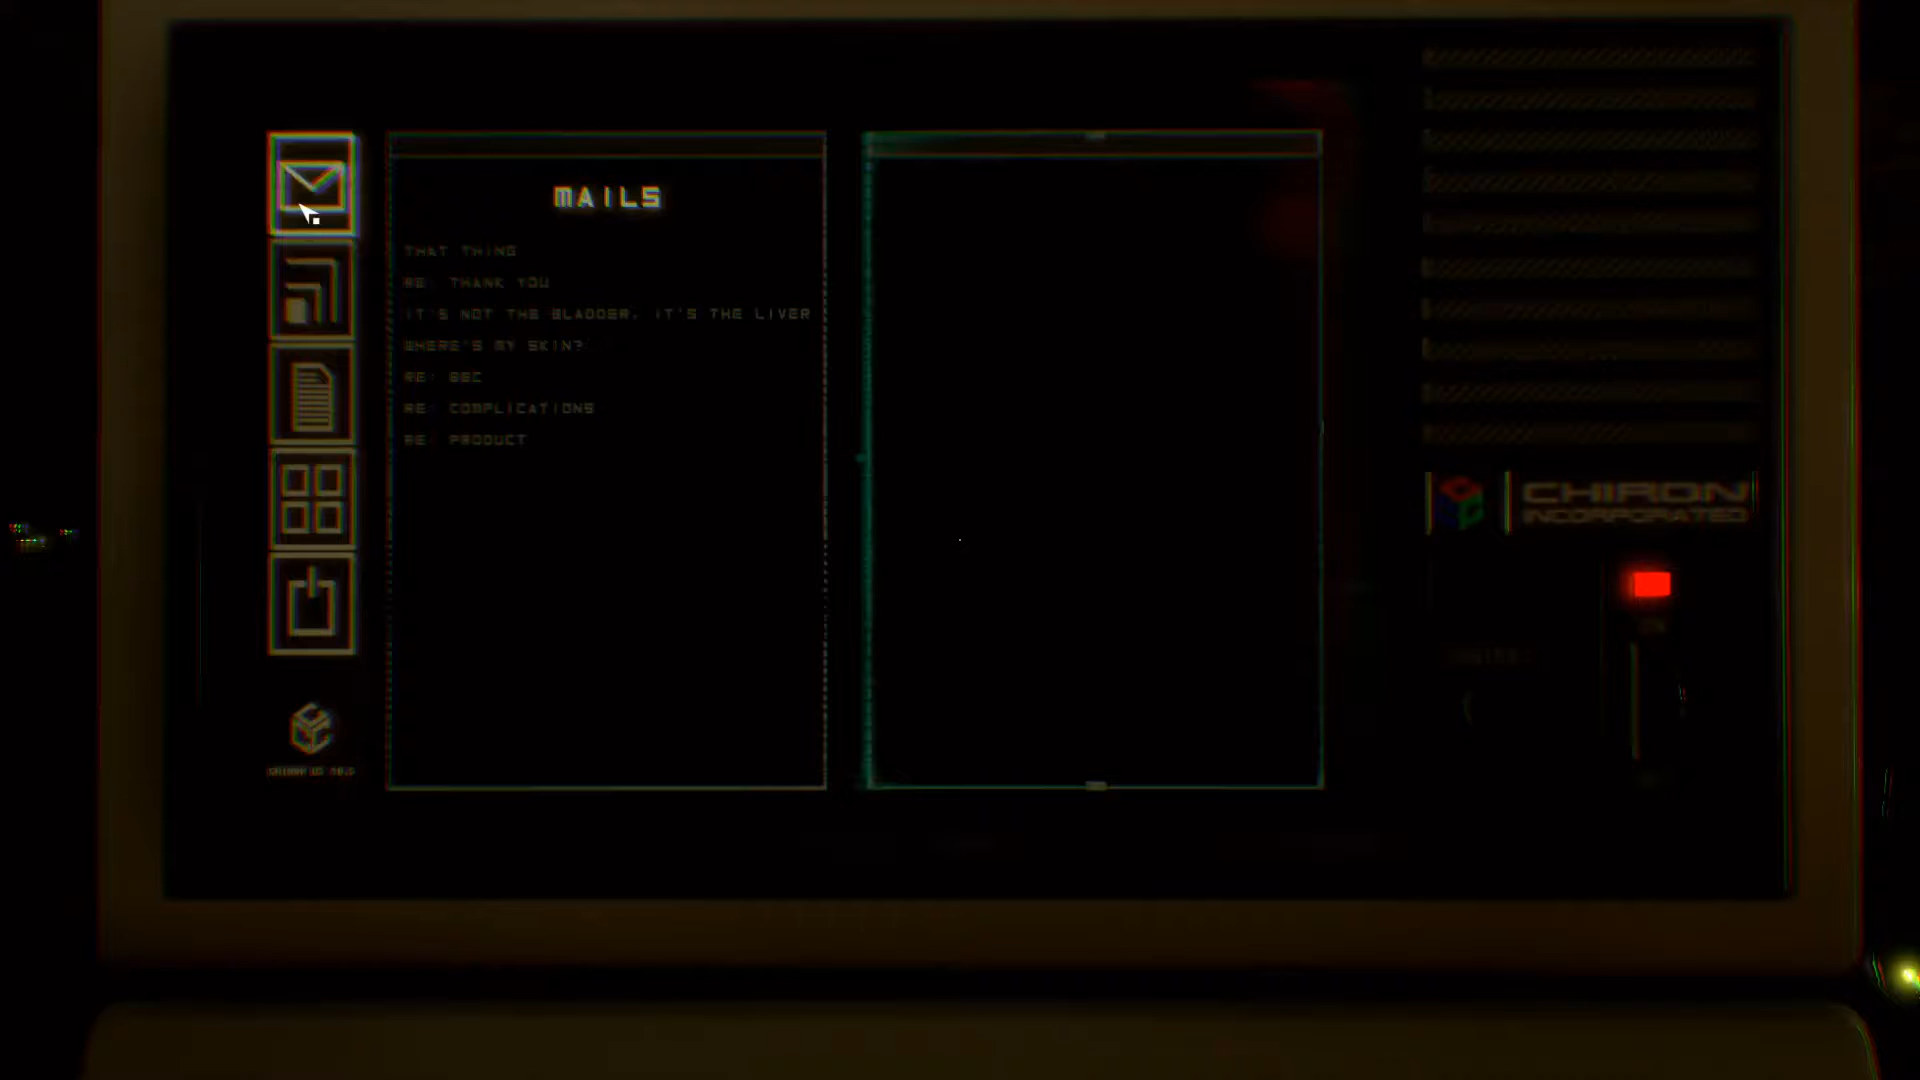 MAILS
THAT THING
RE: THANK YOU
IT'S NOT THE BLADDER, IT'S THE LIVER
WHERE'S MY SKIN?
RE: BBC
RE: COMPLICATIONS
RE: PRODUCT
CHIRON
INCORPORATED